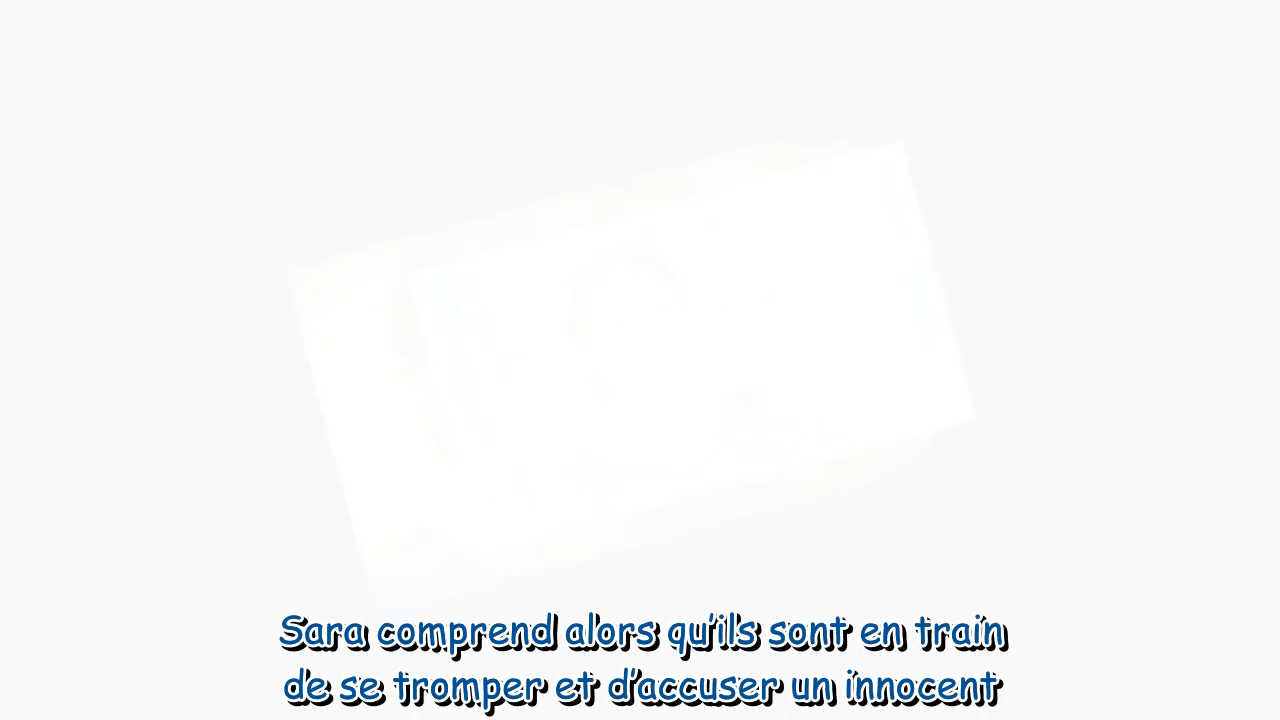 Sara comprend alors qu'ils sont en train
de se tromper et d'accuser un innocent